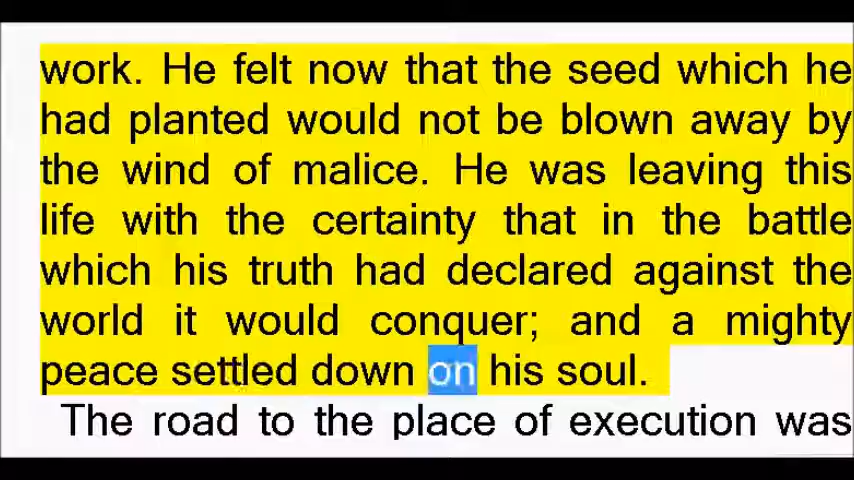 work. He felt now that the seed which he
had planted would not be blown away by
the wind of malice. He was leaving this
life with the certainty that in the battle
which his truth had declared against the
world it would conquer; and a mighty
peace settled down on his soul.
The road to the place of execution was